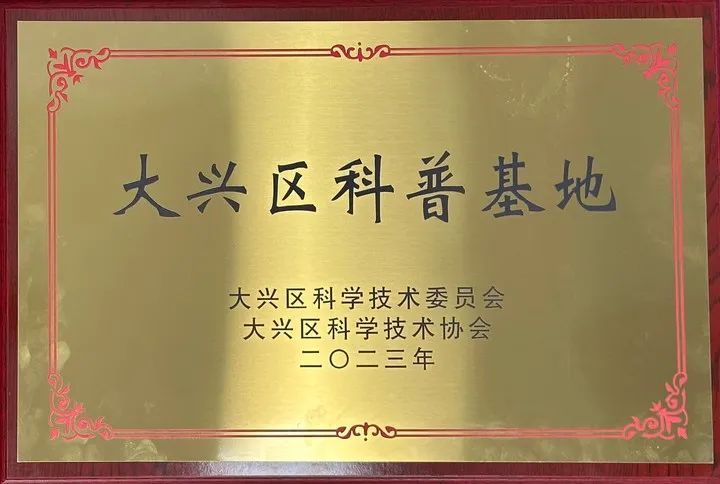 大兴区科普基地
大兴区科学技术委员会
大兴区科学技术协会
二〇二三年